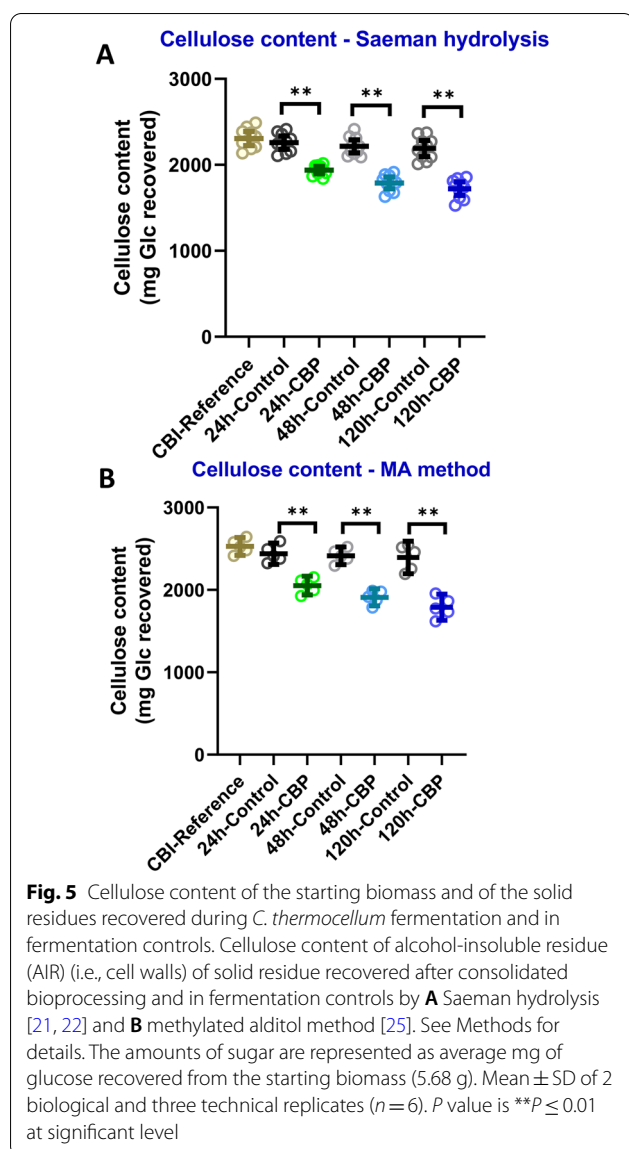 Cellulose content - Saeman hydrolysis
A
Cellulose content
(mg Glc recovered)
3000
2000
1000
0
** ** **
CBI-Reference
24h-Control
24h-CBP
48h-Control
48h-CBP
120h-Control
120h-CBP
Cellulose content - MA method
B
Cellulose content
(mg Glc recovered)
3000
2000
1000
0
** ** **
CBI-Reference
24h-Control
24h-CBP
48h-Control
48h-CBP
120h-Control
120h-CBP
Fig. 5 Cellulose content of the starting biomass and of the solid
residues recovered during C. thermocellum fermentation and in
fermentation controls. Cellulose content of alcohol-insoluble residue
(AIR) (i.e., cell walls) of solid residue recovered after consolidated
bioprocessing and in fermentation controls by A Saeman hydrolysis
[21, 22] and B methylated alditol method [25]. See Methods for
details. The amounts of sugar are represented as average mg of
glucose recovered from the starting biomass (5.68 g). Mean ± SD of 2
biological and three technical replicates (n = 6). P value is **P ≤ 0.01
at significant level